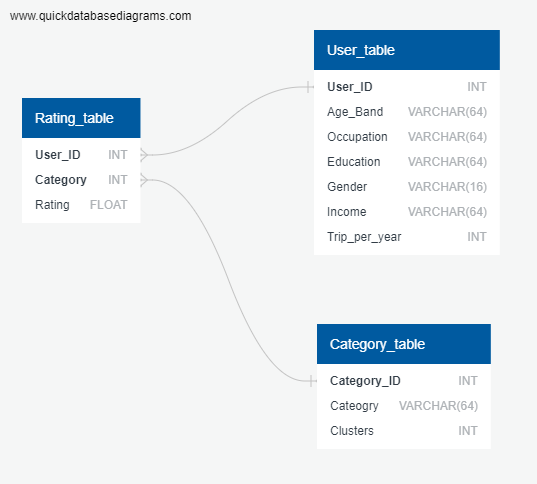 www.quickdatabasediagrams.com
Rating_table
User_ID INT
Category INT
Rating FLOAT
User_table
User_ID INT
Age_Band VARCHAR(64)
Occupation VARCHAR(64)
Education VARCHAR(64)
Gender VARCHAR(16)
Income VARCHAR(64)
Trip_per_year INT
Category_table
Category_ID INT
Cateogry VARCHAR(64)
Clusters INT